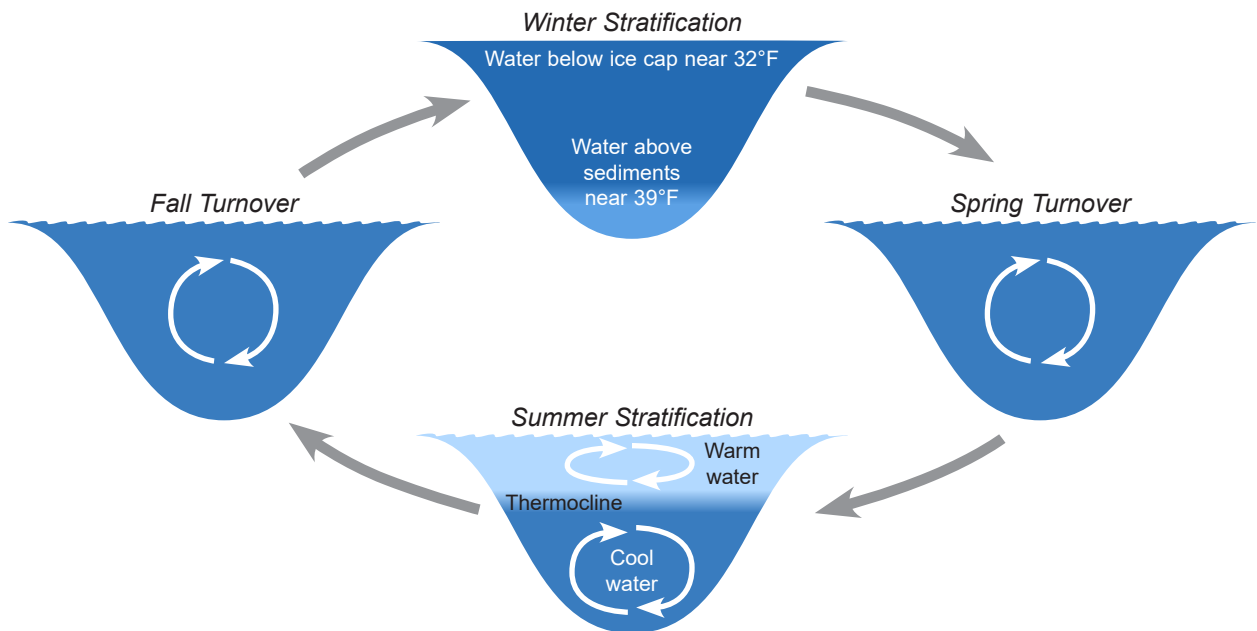 Winter Stratification
Water below ice cap near 32°F
Water above
sediments
near 39°F
Fall Turnover
Spring Turnover
Summer Stratification
Warm
water
Thermocline
Cool
water